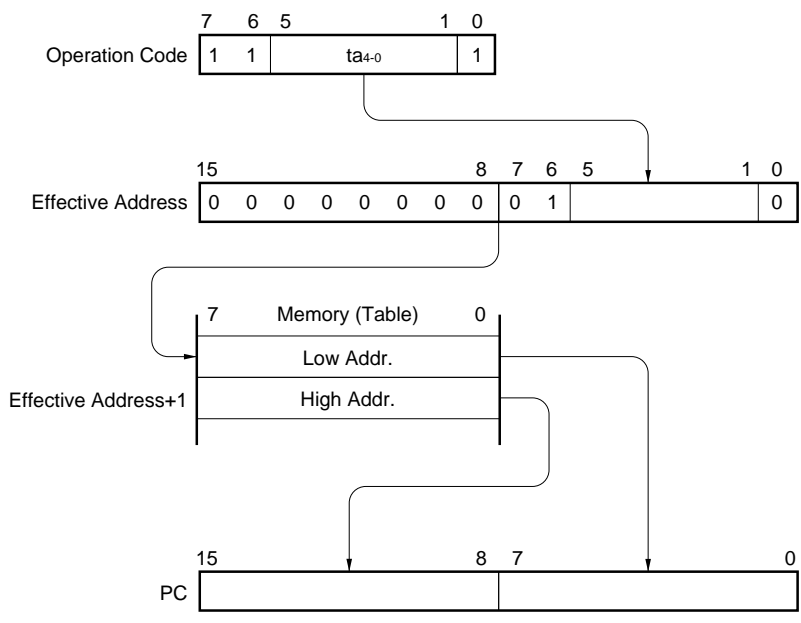 7 6 5 1 0
Operation Code 1 1 ta4-0 1
15 8 7 6 5 1 0
Effective Address 0 0 0 0 0 0 0 0 0 1 0
7 Memory (Table) 0
Low Addr.
Effective Address+1 High Addr.
15 8 7 0
PC